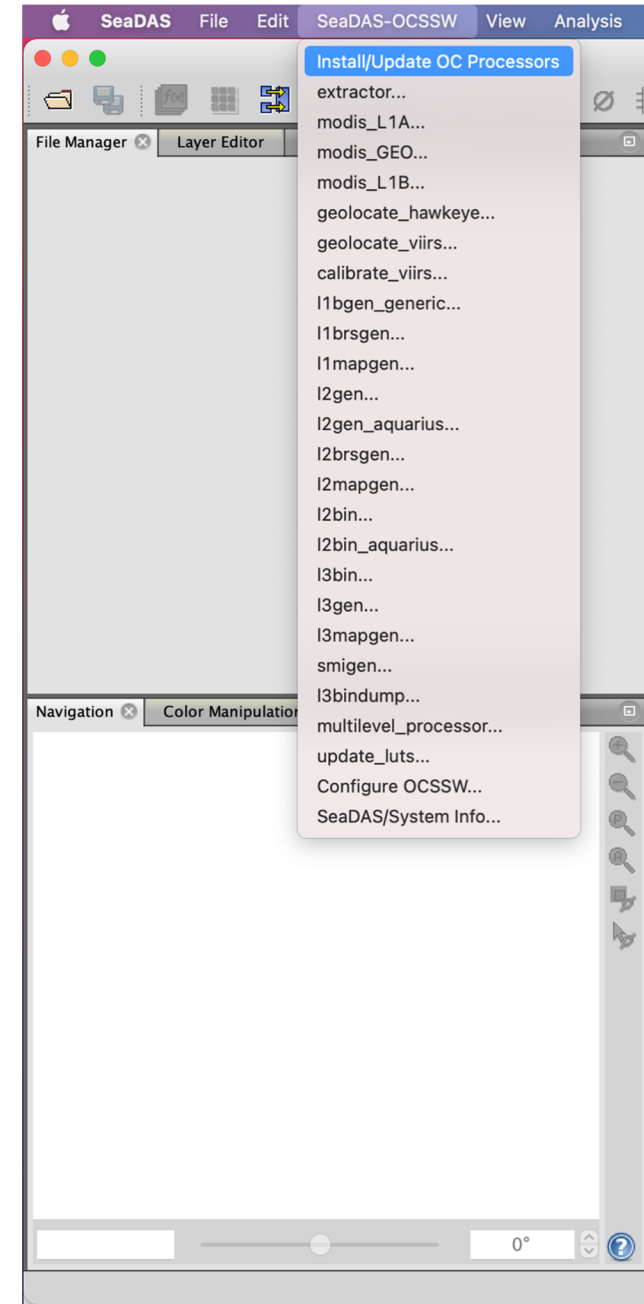 SeaDAS File Edit SeaDAS-OCSSW View Analysis
Install/Update OC Processors
extractor...
modis_L1A...
modis_GEO...
modis_L1B...
geolocate_hawkeye...
geolocate_viirs...
calibrate_viirs...
l1bgen_generic...
l1brsgen...
l1mapgen...
l2gen...
l2gen_aquarius...
l2brsgen...
l2mapgen...
l2bin...
l2bin_aquarius...
l3bin...
l3gen...
l3mapgen...
smigen...
l3bindump...
multilevel_processor...
update_luts...
Configure OCSSW...
SeaDAS/System Info...
File Manager Layer Editor
Navigation Color Manipulation
0°